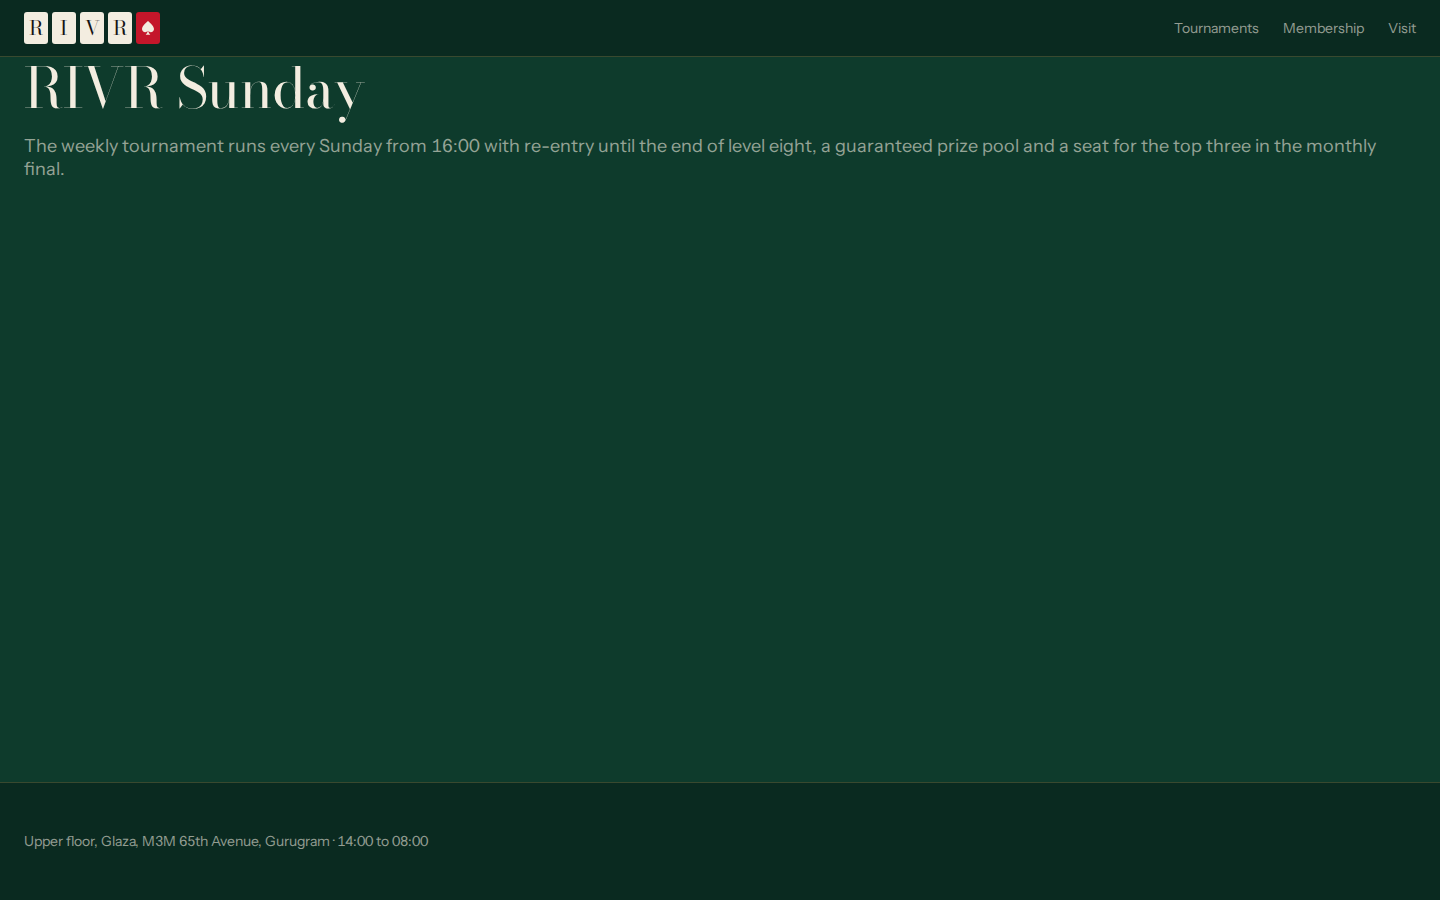 RIVR
Tournaments Membership Visit
RIVR Sunday
The weekly tournament runs every Sunday from 16:00 with re-entry until the end of level eight, a guaranteed prize pool and a seat for the top three in the monthly
final.
Upper floor, Glaza, M3M 65th Avenue, Gurugram · 14:00 to 08:00